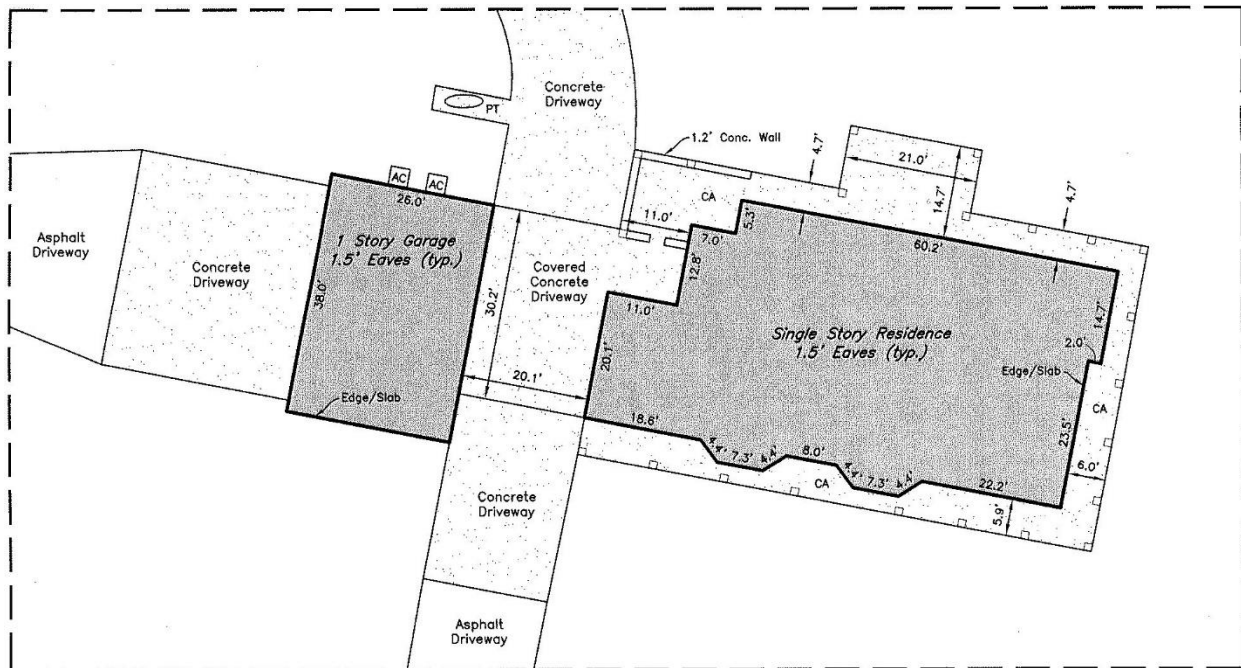 Concrete
Driveway
PT
1.2' Conc. Wall
4.7'
21.0'
14.7'
4.7'
AC
AC
26.0'
CA
11.0'
7.0'
5.3'
60.2'
Asphalt
Driveway
Concrete
Driveway
1 Story Garage
1.5' Eaves (typ.)
38.0'
30.2'
Covered
Concrete
Driveway
12.8'
11.0'
20.1'
Single Story Residence
1.5' Eaves (typ.)
14.7'
2.0'
Edge/Slab
CA
23.5'
6.0'
Edge/Slab
20.1'
18.6'
7.3'
8.0'
7.3'
22.2'
CA
5.9'
Concrete
Driveway
Asphalt
Driveway